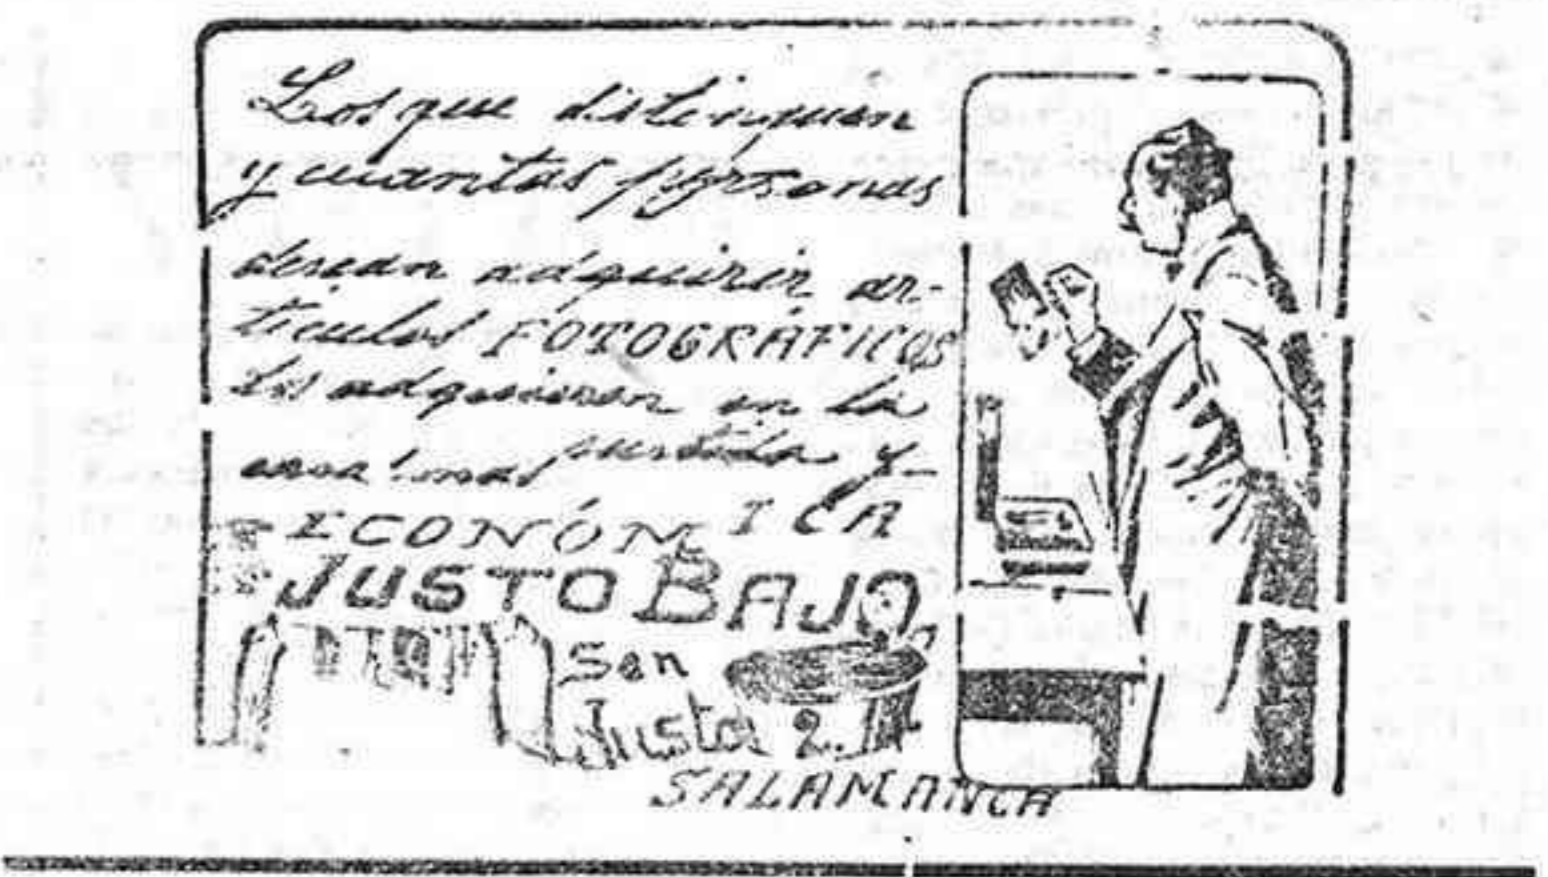 Los que distinguen
y cuantas personas
desean adquirir ar-
tículos FOTOGRÁFICOS
los adquieren en la
casa mas surtida y
ECONÓMICA
JUSTO BAJO
San
Justo 2.
SALAMANCA